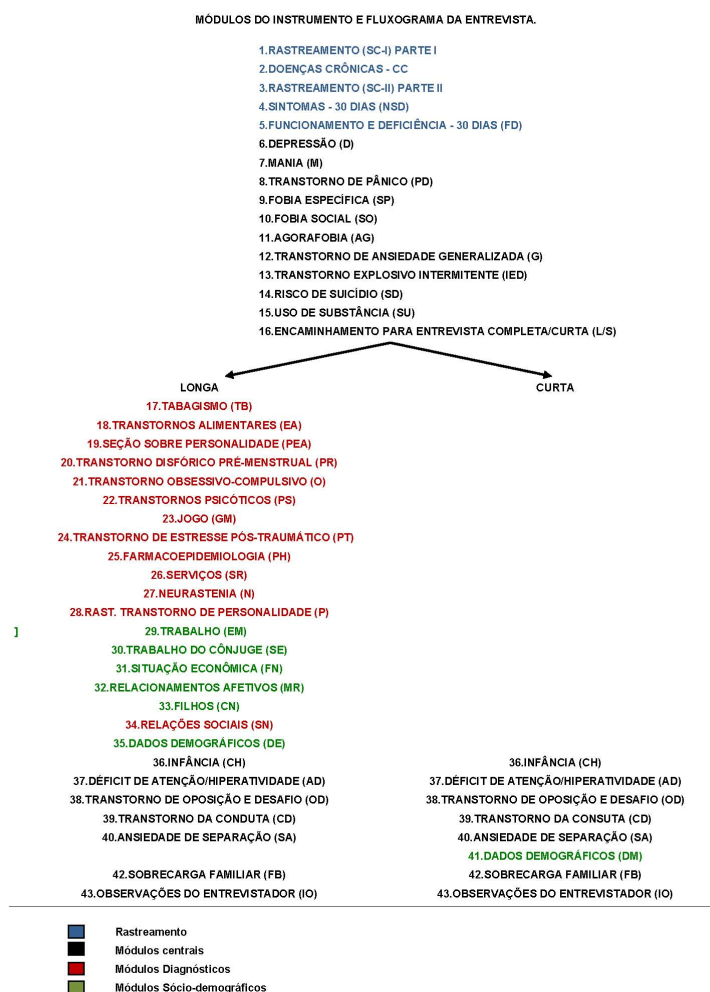 MÓDULOS DO INSTRUMENTO E FLUXOGRAMA DA ENTREVISTA.
1.RASTREAMENTO (SC-I) PARTE I
2.DOENÇAS CRÔNICAS - CC
3.RASTREAMENTO (SC-II) PARTE II
4.SINTOMAS - 30 DIAS (NSD)
5.FUNCIONAMENTO E DEFICIÊNCIA - 30 DIAS (FD)
6.DEPRESSÃO (D)
7.MANIA (M)
8.TRANSTORNO DE PÂNICO (PD)
9.FOBIA ESPECÍFICA (SP)
10.FOBIA SOCIAL (SO)
11.AGORAFOBIA (AG)
12.TRANSTORNO DE ANSIEDADE GENERALIZADA (G)
13.TRANSTORNO EXPLOSIVO INTERMITENTE (IED)
14.RISCO DE SUICÍDIO (SD)
15.USO DE SUBSTÂNCIA (SU)
16.ENCAMINHAMENTO PARA ENTREVISTA COMPLETA/CURTA (L/S)
LONGA
17.TABAGISMO (TB)
18.TRANSTORNOS ALIMENTARES (EA)
19.SEÇÃO SOBRE PERSONALIDADE (PEA)
20.TRANSTORNO DISFÓRICO PRÉ-MENSTRUAL (PR)
21.TRANSTORNO OBSESSIVO-COMPULSIVO (O)
22.TRANSTORNOS PSICÓTICOS (PS)
23.JOGO (GM)
24.TRANSTORNO DE ESTRESSE PÓS-TRAUMÁTICO (PT)
25.FARMACOEPIDEMIOLOGIA (PH)
26.SERVIÇOS (SR)
27.NEURASTENIA (N)
28.RAST. TRANSTORNO DE PERSONALIDADE (P)
] 29.TRABALHO (EM)
30.TRABALHO DO CÔNJUGE (SE)
31.SITUAÇÃO ECONÔMICA (FN)
32.RELACIONAMENTOS AFETIVOS (MR)
33.FILHOS (CN)
34.RELAÇÕES SOCIAIS (SN)
35.DADOS DEMOGRÁFICOS (DE)
36.INFÂNCIA (CH)
37.DÉFICIT DE ATENÇÃO/HIPERATIVIDADE (AD)
38.TRANSTORNO DE OPOSIÇÃO E DESAFIO (OD)
39.TRANSTORNO DA CONDUTA (CD)
40.ANSIEDADE DE SEPARAÇÃO (SA)
42.SOBRECARGA FAMILIAR (FB)
43.OBSERVAÇÕES DO ENTREVISTADOR (IO)
CURTA
36.INFÂNCIA (CH)
37.DÉFICIT DE ATENÇÃO/HIPERATIVIDADE (AD)
38.TRANSTORNO DE OPOSIÇÃO E DESAFIO (OD)
39.TRANSTORNO DA CONSUTA (CD)
40.ANSIEDADE DE SEPARAÇÃO (SA)
41.DADOS DEMOGRÁFICOS (DM)
42.SOBRECARGA FAMILIAR (FB)
43.OBSERVAÇÕES DO ENTREVISTADOR (IO)
Rastreamento
Módulos centrais
Módulos Diagnósticos
Módulos Sócio-demográficos